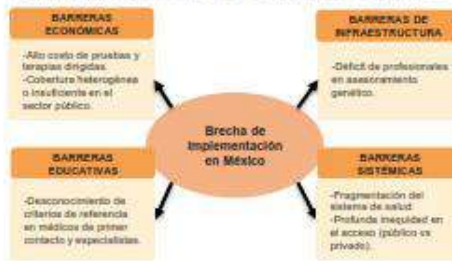 BARRERAS
ECONÓMICAS
-Alto costo de pruebas y
terapias dirigidas.
-Cobertura heterogénea
o insuficiente en el
sector público.
BARRERAS DE
INFRAESTRUCTURA
-Déficit de profesionales
en asesoramiento
genético.
Brecha de
Implementación
en México
BARRERAS
EDUCATIVAS
-Desconocimiento de
criterios de referencia
en médicos de primer
contacto y especialistas.
BARRERAS
SISTÉMICAS
-Fragmentación del
sistema de salud.
-Profunda inequidad en
el acceso (público vs
privado).